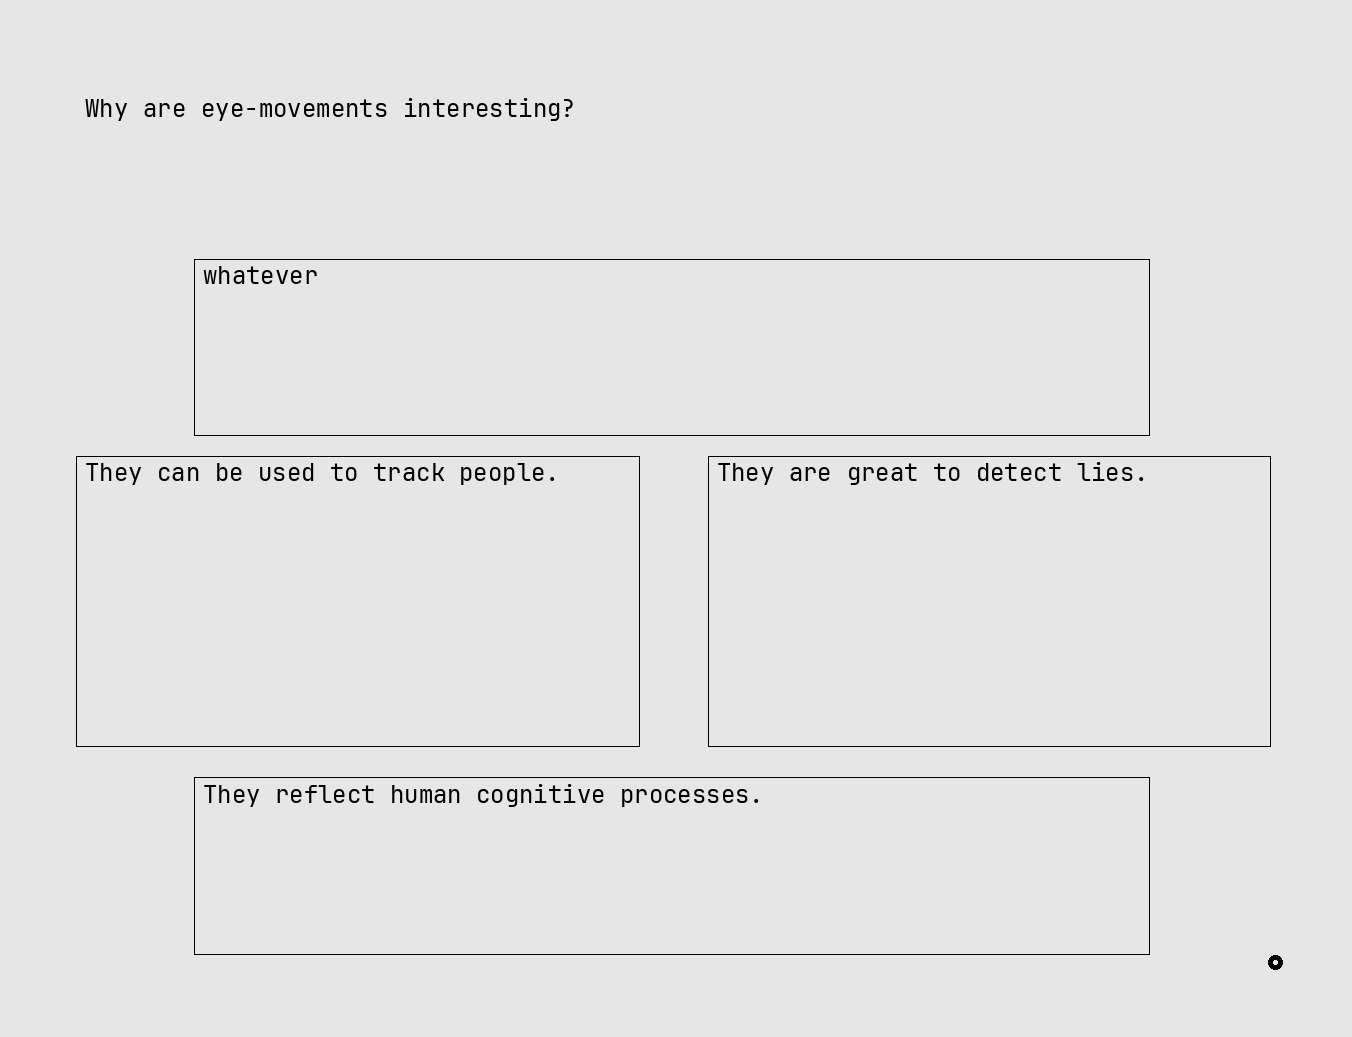 Why are eye-movements interesting?
whatever
They can be used to track people.
They are great to detect lies.
They reflect human cognitive processes.